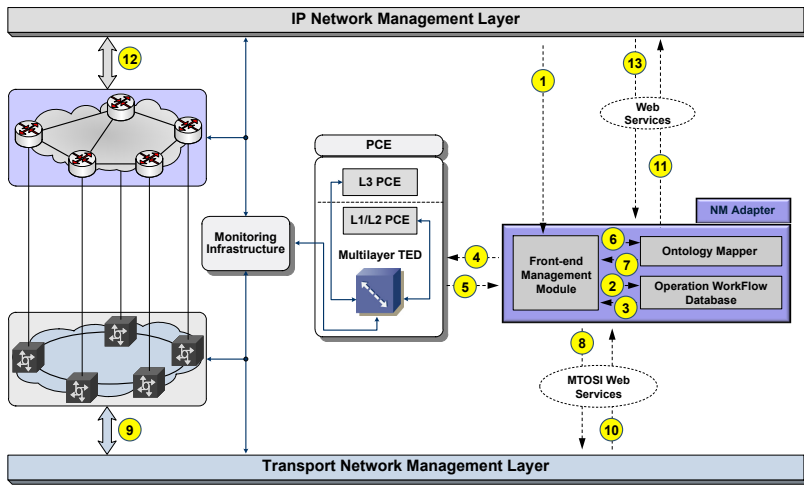 IP Network Management Layer
12
1
13
Web
Services
11
PCE
L3 PCE
L1/L2 PCE
Multilayer TED
Monitoring
Infrastructure
4
5
NM Adapter
Front-end
Management
Module
6
7
2
3
Ontology Mapper
Operation WorkFlow
Database
8
MTOSI Web
Services
10
9
Transport Network Management Layer